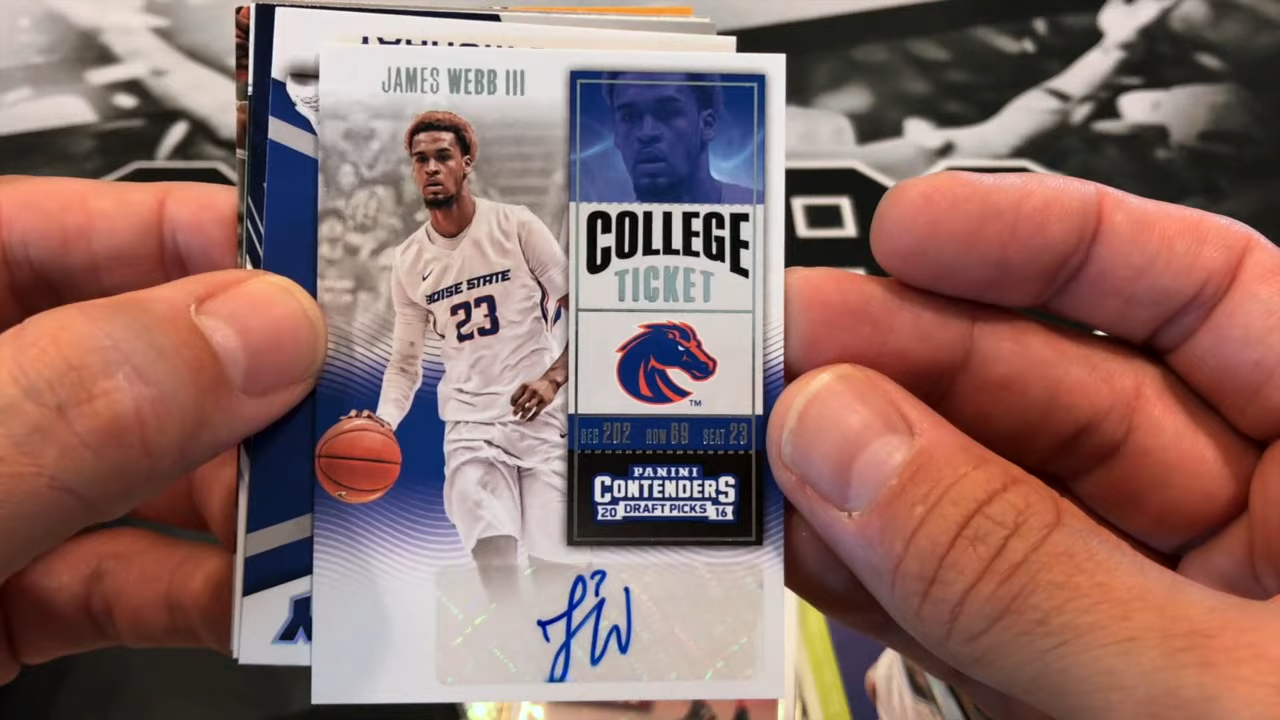 JAMES WEBB III
BOISE STATE
23
COLLEGE
TICKET
TM
SEC 202 ROW 69 SEAT 23
PANINI
CONTENDERS
20 DRAFT PICKS 16